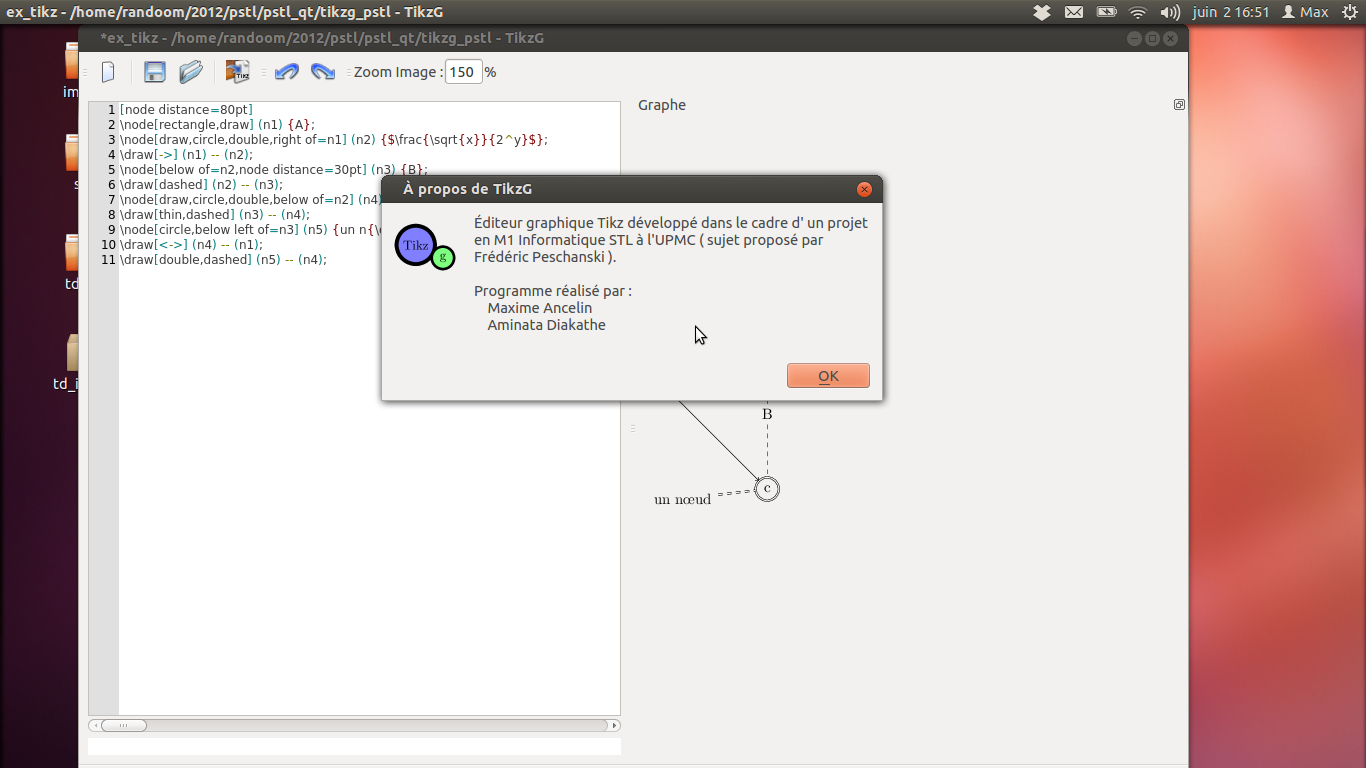 ex_tikz - /home/randoom/2012/pstl/pstl_qt/tikzg_pstl - TikzG
juin 2 16:51 Max
*ex_tikz - /home/randoom/2012/pstl/pstl_qt/tikzg_pstl - TikzG
TIKZ
Zoom Image : 150 %
im
s
td
td_i
1 [node distance=80pt]
2 \node[rectangle,draw] (n1) {A};
3 \node[draw,circle,double,right of=n1] (n2) {$\frac{\sqrt{x}}{2^y}$};
4 \draw[->] (n1) -- (n2);
5 \node[below of=n2,node distance=30pt] (n3) {B};
6 \draw[dashed] (n2) -- (n3);
7 \node[draw,circle,double,below of=n2] (n4)
8 \draw[thin,dashed] (n3) -- (n4);
9 \node[circle,below left of=n3] (n5) {un n{\
10 \draw[<->] (n4) -- (n1);
11 \draw[double,dashed] (n5) -- (n4);
Graphe
B
c
un nœud
À propos de TikzG
Tikz
g
Éditeur graphique Tikz développé dans le cadre d' un projet
en M1 Informatique STL à l'UPMC ( sujet proposé par
Frédéric Peschanski ).
Programme réalisé par :
Maxime Ancelin
Aminata Diakathe
OK